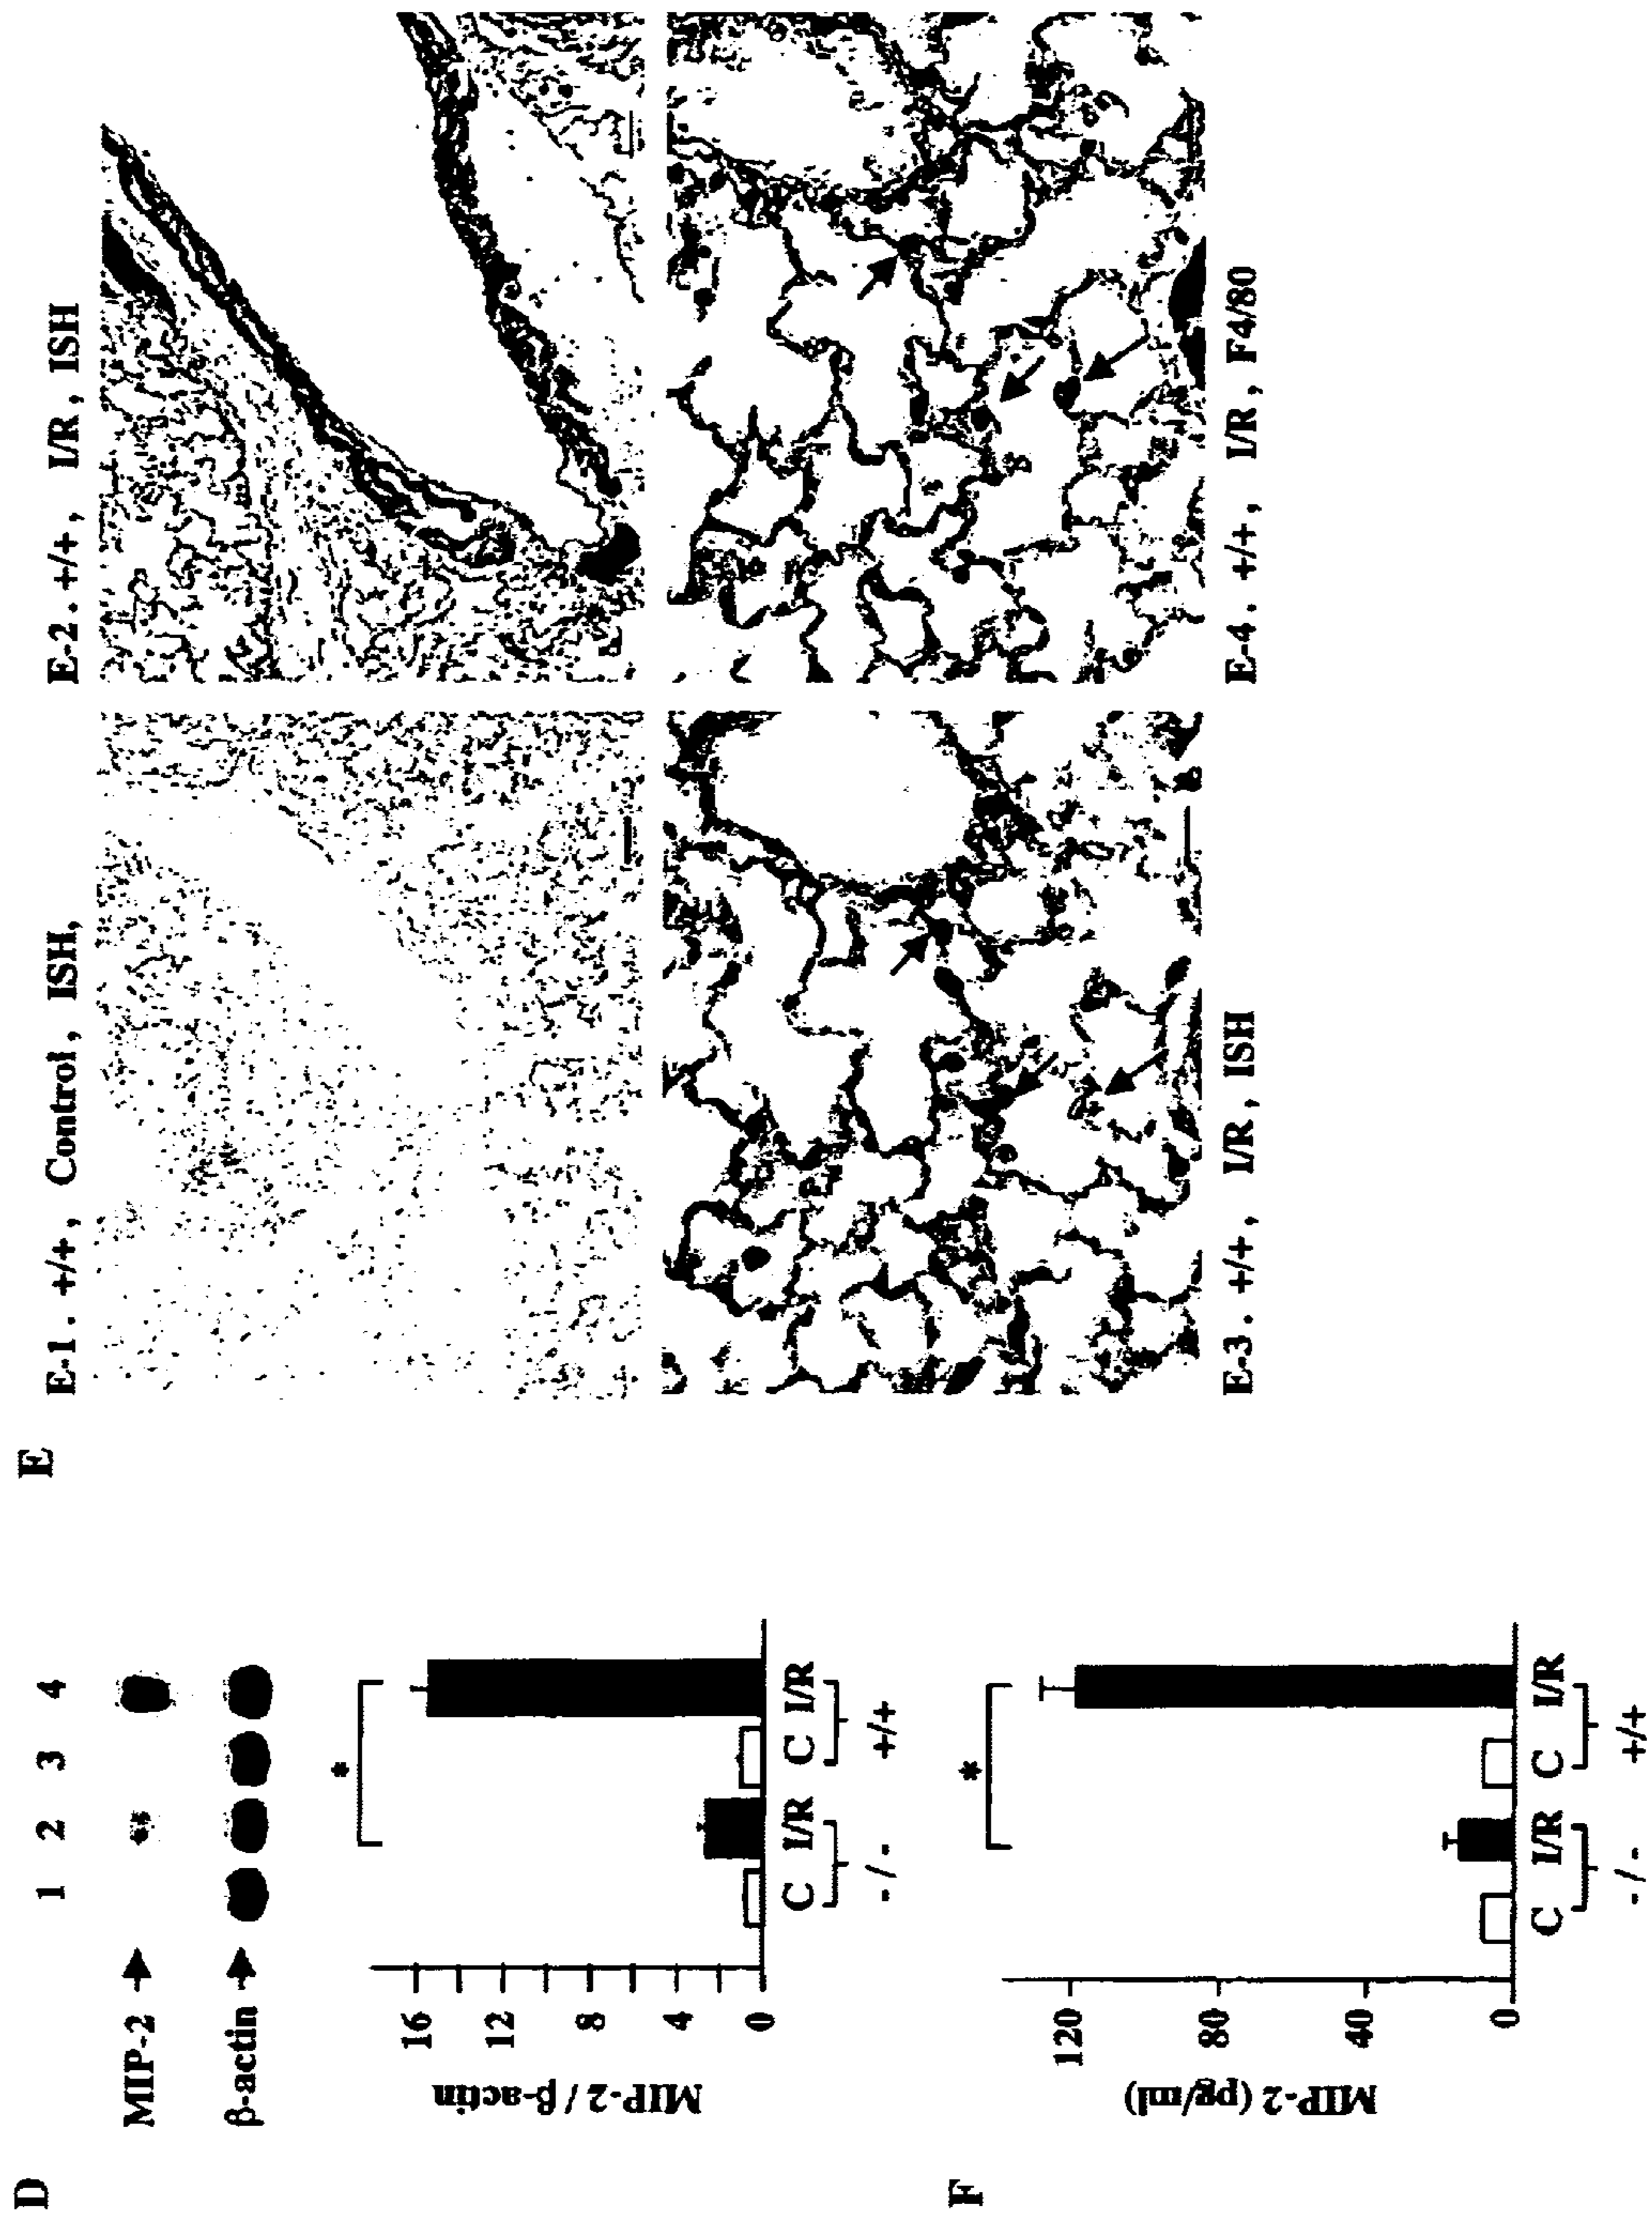 D
1 2 3 4
MIP-2
β-actin
MIP-2 / β-actin
16
12
8
4
0
*
C I/R C I/R
-/- +/+
E
E-1. +/+, Control, ISH,
E-2. +/+, I/R, ISH
E-3. +/+, I/R, ISH
E-4. +/+, I/R, F4/80
F
MIP-2 (pg/ml)
120
80
40
0
*
C I/R C I/R
-/- +/+